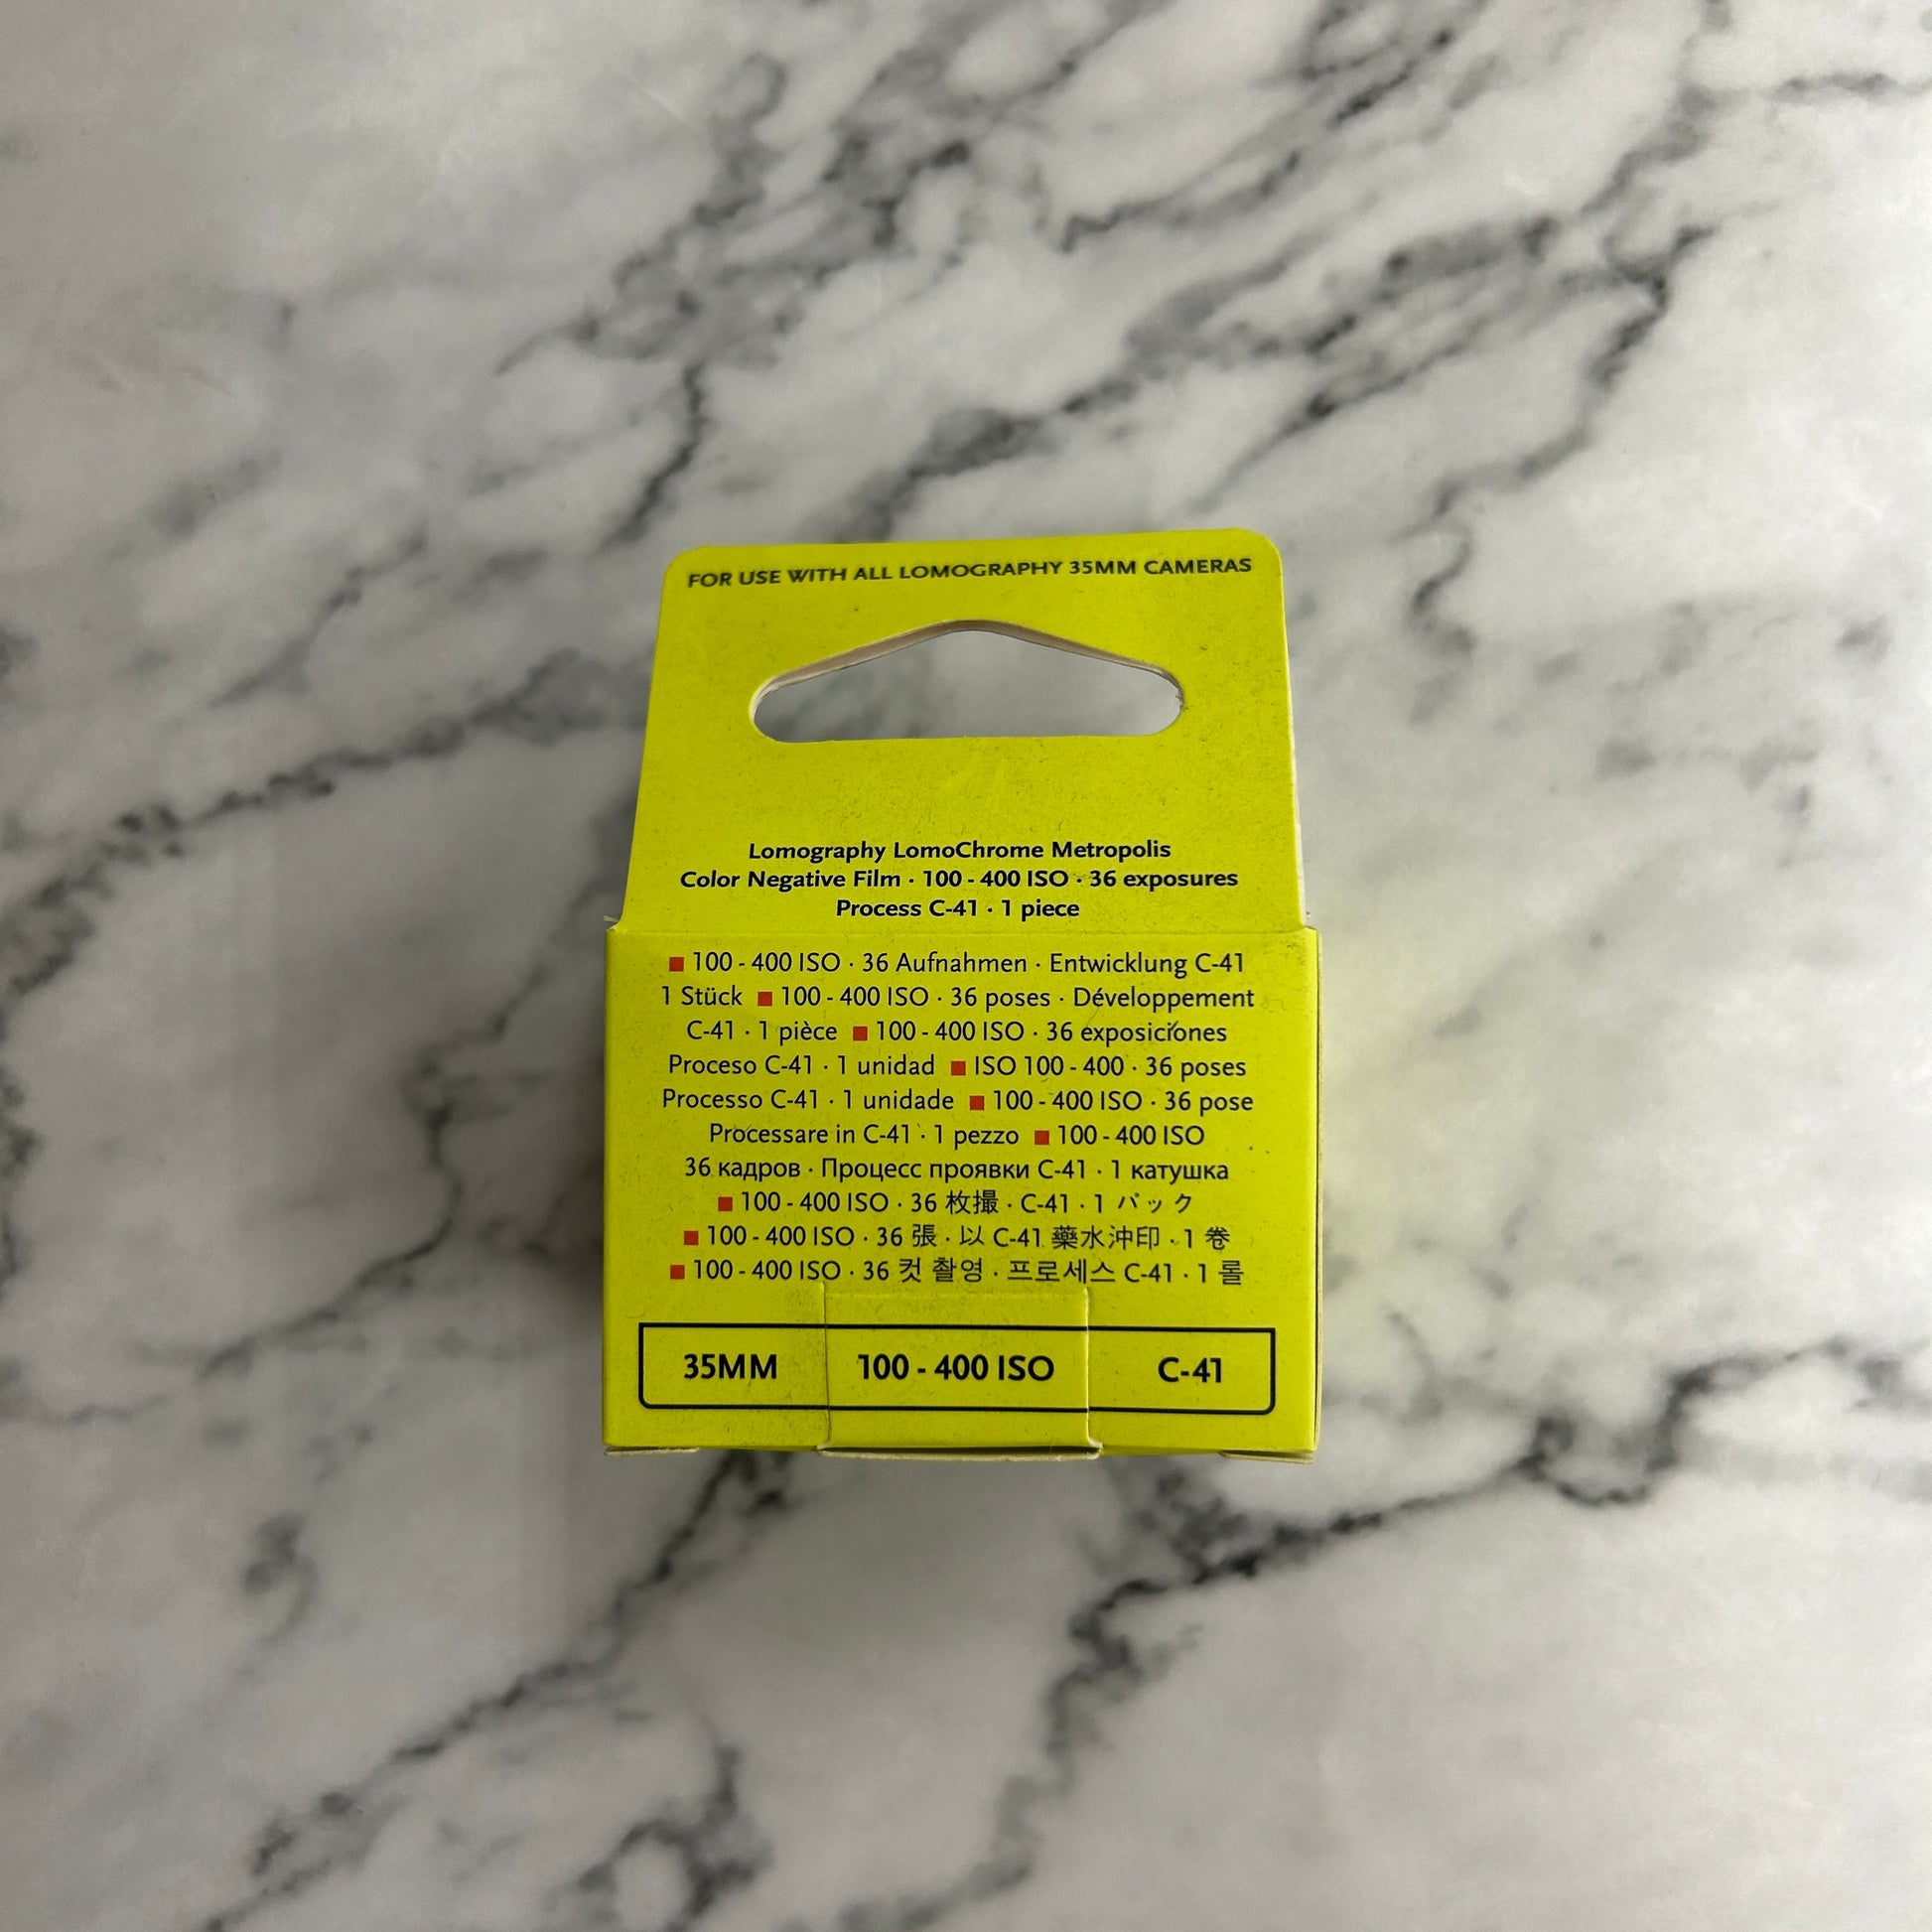 FOR USE WITH ALL LOMOGRAPHY 35MM CAMERAS
Lomography LomoChrome Metropolis
Color Negative Film · 100 - 400 ISO · 36 exposures
Process C-41 · 1 piece
■ 100 - 400 ISO · 36 Aufnahmen · Entwicklung C-41
1 Stück ■ 100 - 400 ISO · 36 poses · Développement
C-41 · 1 pièce ■ 100 - 400 ISO · 36 exposiciones
Proceso C-41 · 1 unidad ■ ISO 100 - 400 · 36 poses
Processo C-41 · 1 unidade ■ 100 - 400 ISO · 36 pose
Processare in C-41 · 1 pezzo ■ 100 - 400 ISO
36 кадров · Процесс проявки C-41 · 1 катушка
■ 100 - 400 ISO · 36 枚撮 · C-41 · 1 パック
■ 100 - 400 ISO · 36 張 · 以 C-41 藥水沖印 · 1 卷
■ 100 - 400 ISO · 36 컷 촬영 · 프로세스 C-41 · 1 롤
35MM 100 - 400 ISO C-41